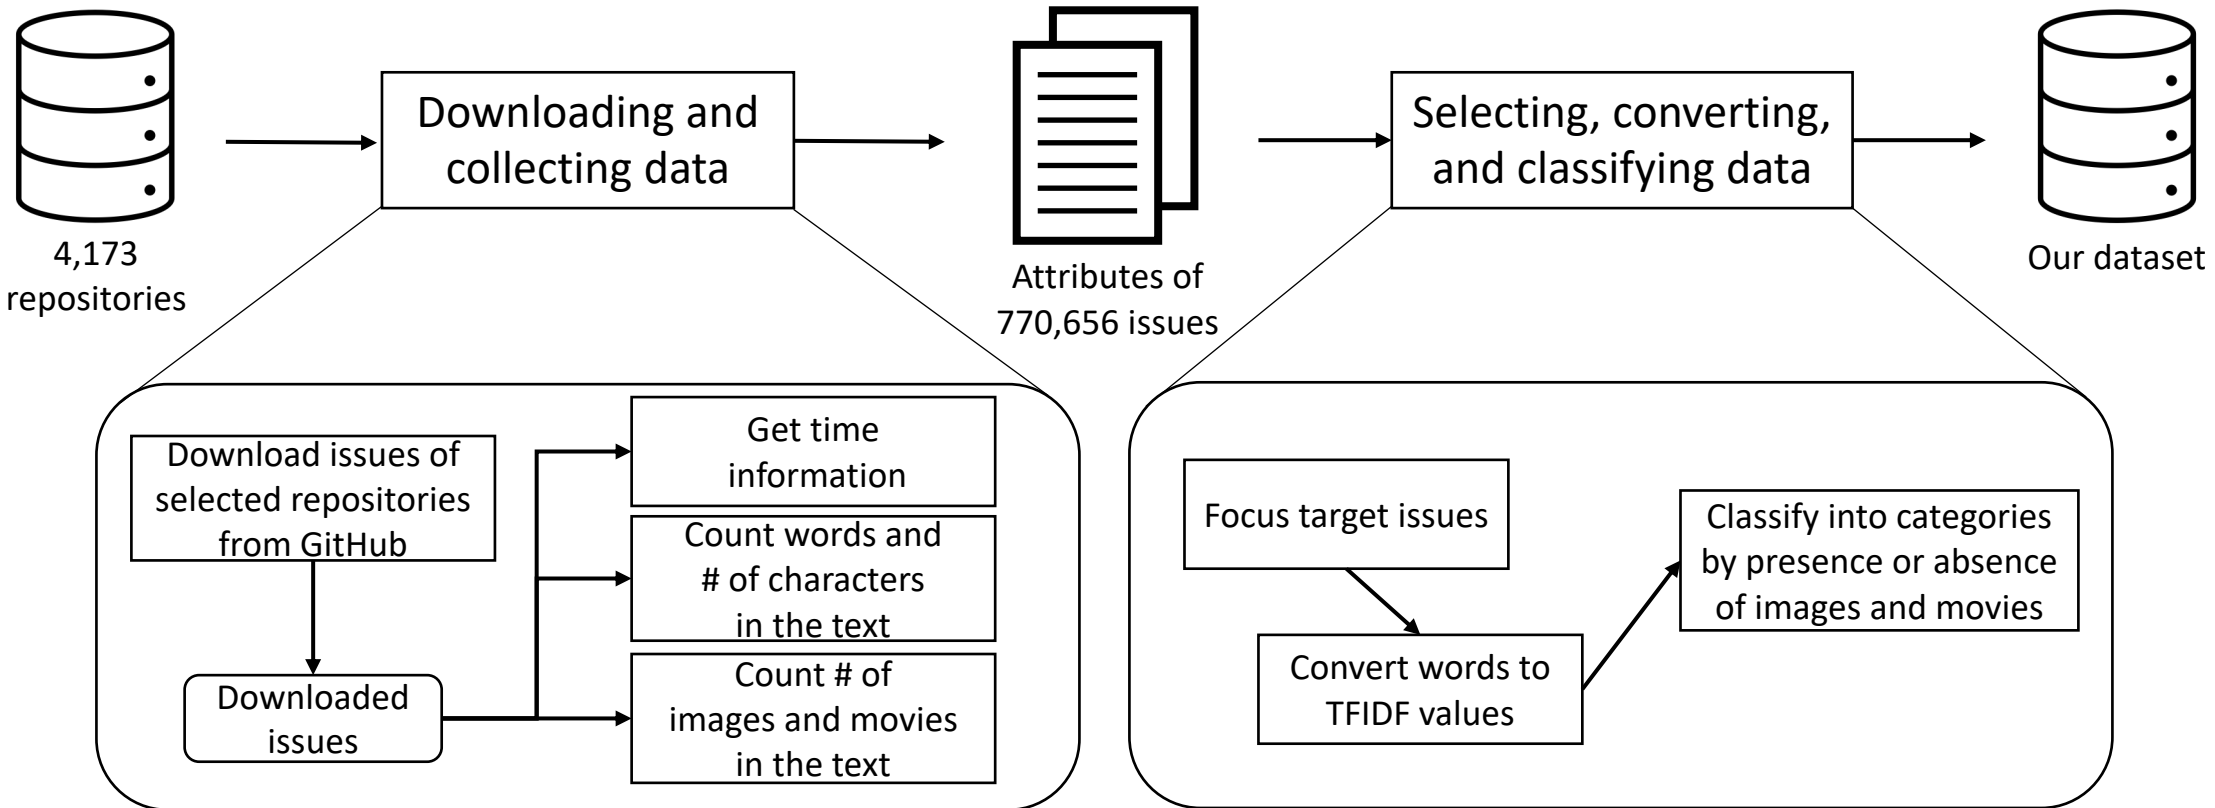 4,173
repositories
Downloading and
collecting data
Attributes of
770,656 issues
Selecting, converting,
and classifying data
Our dataset
Download issues of
selected repositories
from GitHub
Downloaded
issues
Get time
information
Count words and
# of characters
in the text
Count # of
images and movies
in the text
Focus target issues
Convert words to
TFIDF values
Classify into categories
by presence or absence
of images and movies